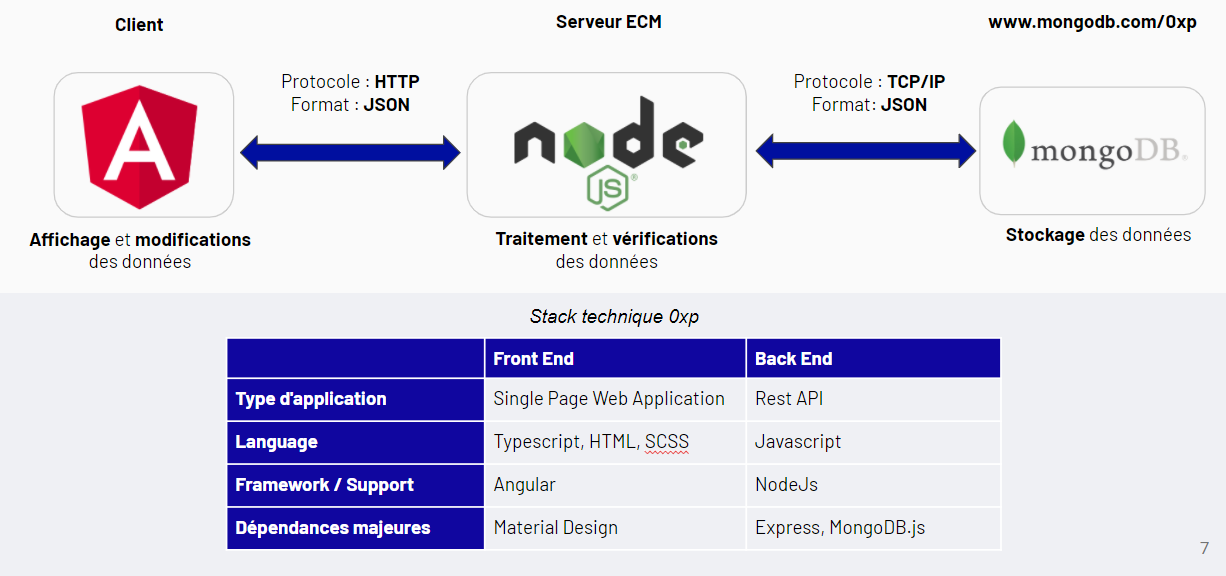 Client
Serveur ECM
www.mongodb.com/0xp
Protocole : HTTP
Format : JSON
Protocole : TCP/IP
Format: JSON
node
JS®
mongoDB®
Affichage et modifications
des données
Traitement et vérifications
des données
Stockage des données
Stack technique 0xp
Front End Back End
Type d'application Single Page Web Application Rest API
Language Typescript, HTML, SCSS Javascript
Framework / Support Angular NodeJs
Dépendances majeures Material Design Express, MongoDB.js
7